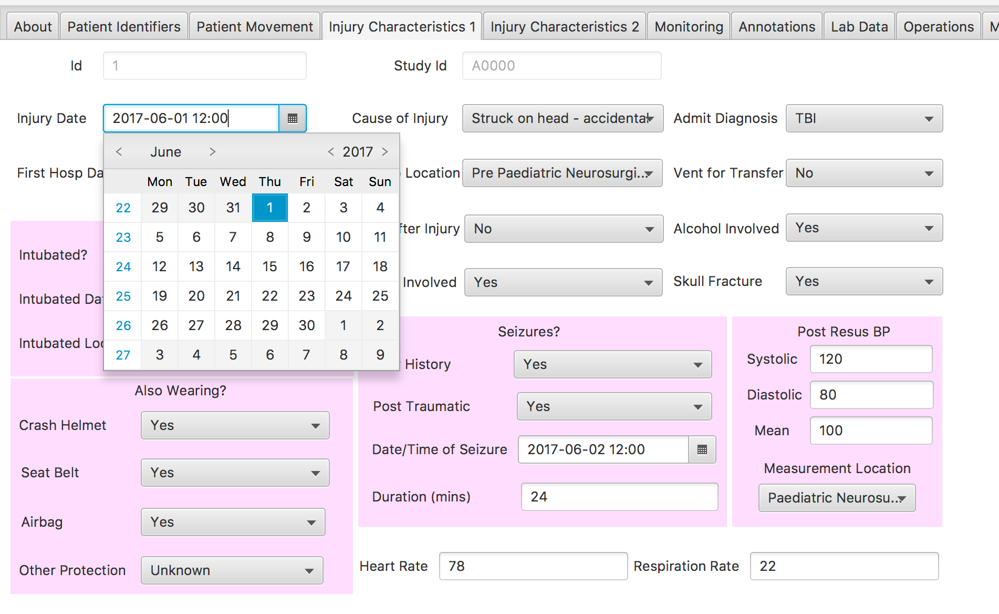 About Patient Identifiers Patient Movement Injury Characteristics 1 Injury Characteristics 2 Monitoring Annotations Lab Data Operations
Id 1 Study Id A0000
Injury Date 2017-06-01 12:00 Cause of Injury Struck on head - accidental Admit Diagnosis TBI
< June > < 2017 >
First Hosp Location Pre Paediatric Neurosurgi... Vent for Transfer No
Mon Tue Wed Thu Fri Sat Sun
22 29 30 31 1 2 3 4
23 5 6 7 8 9 10 11
Injury No Alcohol Involved Yes
24 12 13 14 15 16 17 18
25 19 20 21 22 23 24 25
26 26 27 28 29 30 1 2
27 3 4 5 6 7 8 9
Involved Yes Skull Fracture Yes
Intubated?
Intubated
Intubated
Seizures?
History Yes
Post Traumatic Yes
Date/Time of Seizure 2017-06-02 12:00
Duration (mins) 24
Post Resus BP
Systolic 120
Diastolic 80
Mean 100
Measurement Location
Paediatric Neurosu...
Also Wearing?
Crash Helmet Yes
Seat Belt Yes
Airbag Yes
Other Protection Unknown
Heart Rate 78 Respiration Rate 22